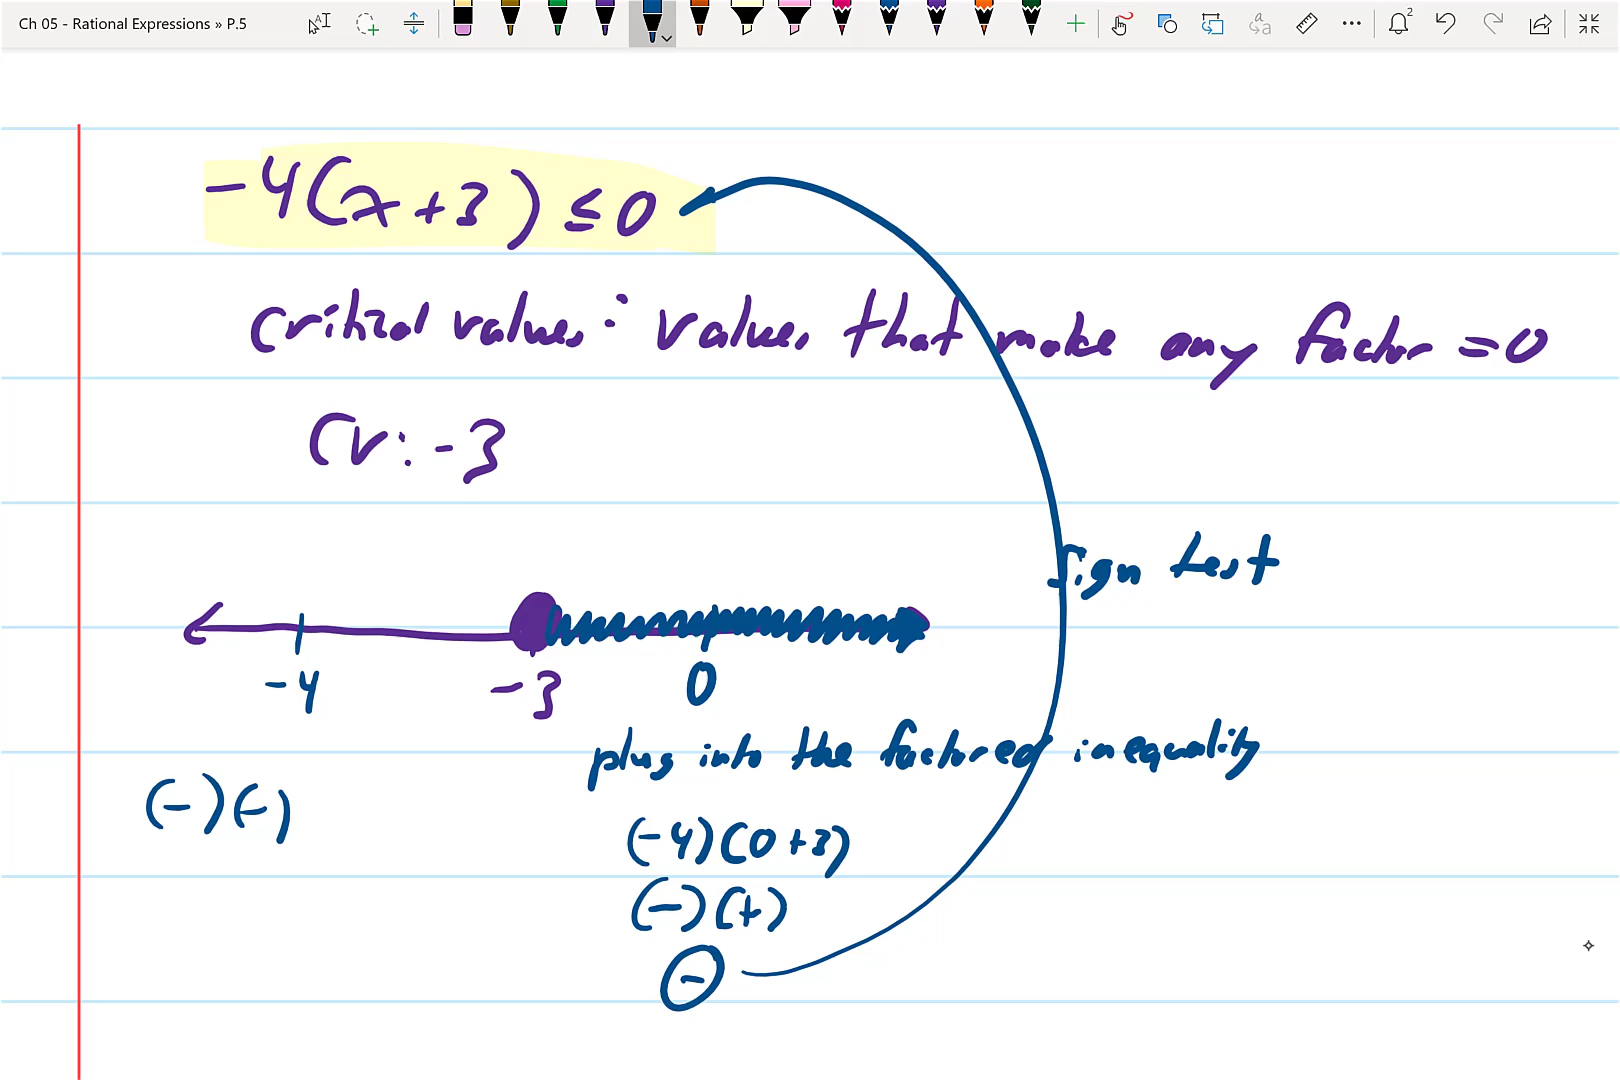 Ch 05 - Rational Expressions » P.5
-4(x+3) ≤ 0
Critical values: values that make any factor = 0
CV: -3
Sign test
-4 -3 0
plug into the factored inequality
(-)(-)
(-4)(0+3)
(-)(+)
-